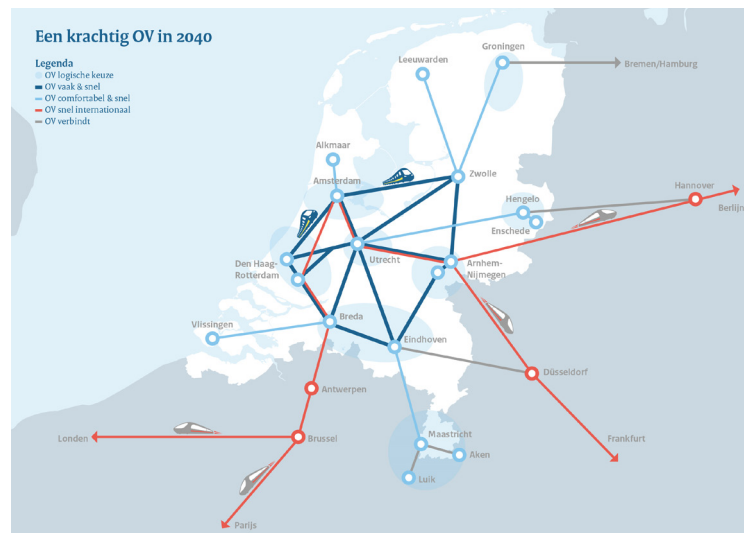 Een krachtig OV in 2040
Legenda
OV logische keuze
OV vaak & snel
OV comfortabel & snel
OV snel internationaal
OV verbindt
Groningen
Leeuwarden
Bremen/Hamburg
Alkmaar
Amsterdam
Zwolle
Hannover
Berlijn
Hengelo
Enschede
Den Haag-
Rotterdam
Utrecht
Arnhem-
Nijmegen
Breda
Vlissingen
Eindhoven
Düsseldorf
Antwerpen
Londen
Brussel
Maastricht
Frankfurt
Aken
Luik
Parijs